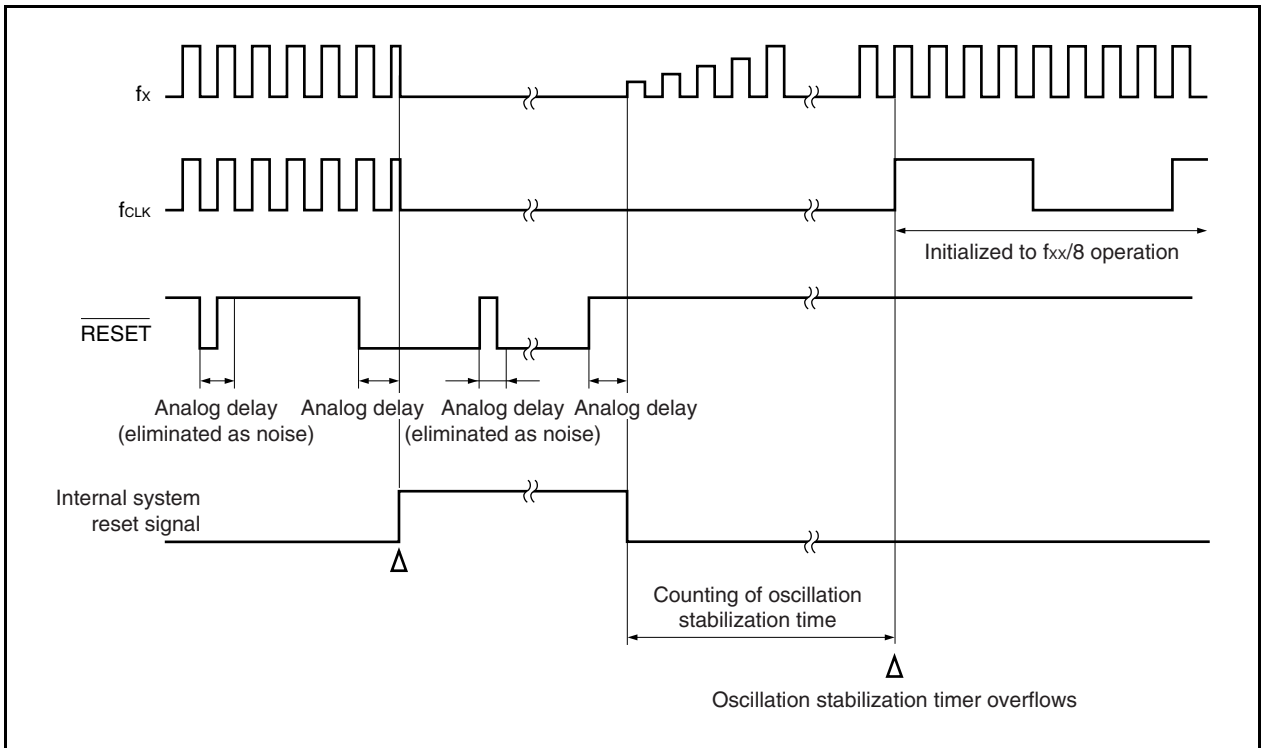 fX
fCLK
Initialized to fXX/8 operation
RESET
Analog delay
(eliminated as noise)
Analog delay
Analog delay
(eliminated as noise)
Analog delay
Internal system
reset signal
Counting of oscillation
stabilization time
Oscillation stabilization timer overflows